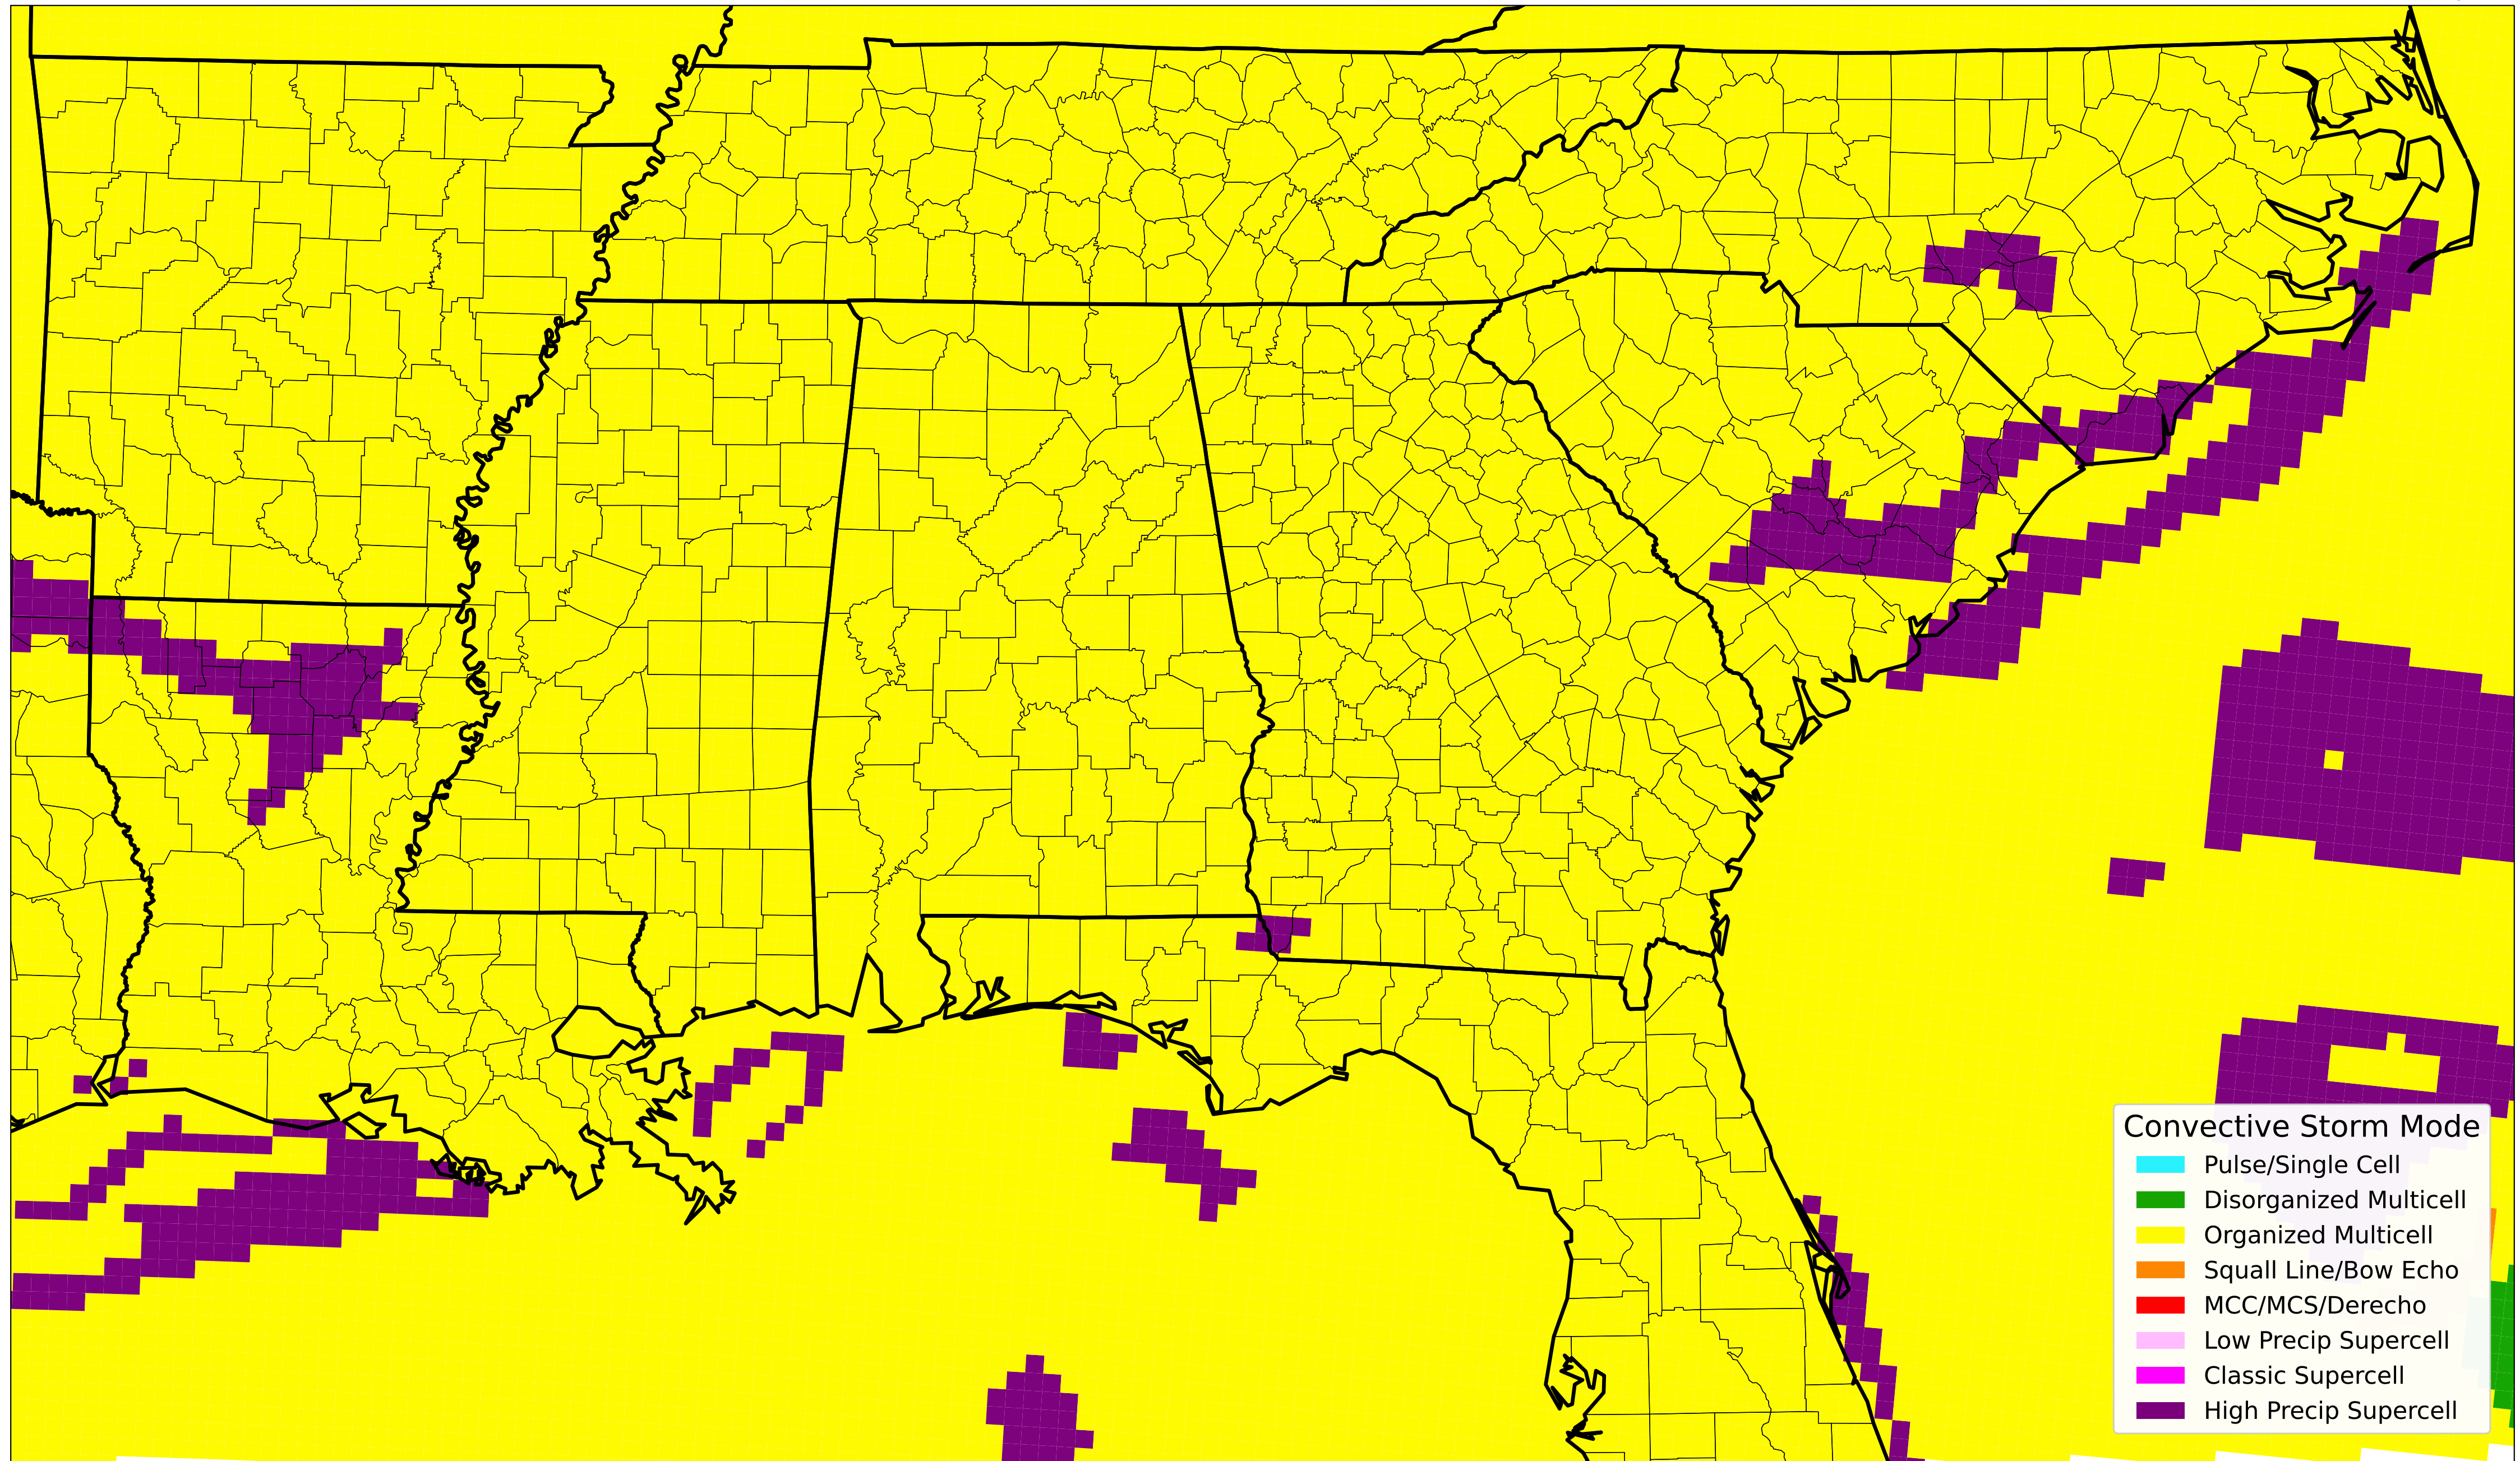 Convective Storm Mode
Pulse/Single Cell
Disorganized Multicell
Organized Multicell
Squall Line/Bow Echo
MCC/MCS/Derecho
Low Precip Supercell
Classic Supercell
High Precip Supercell